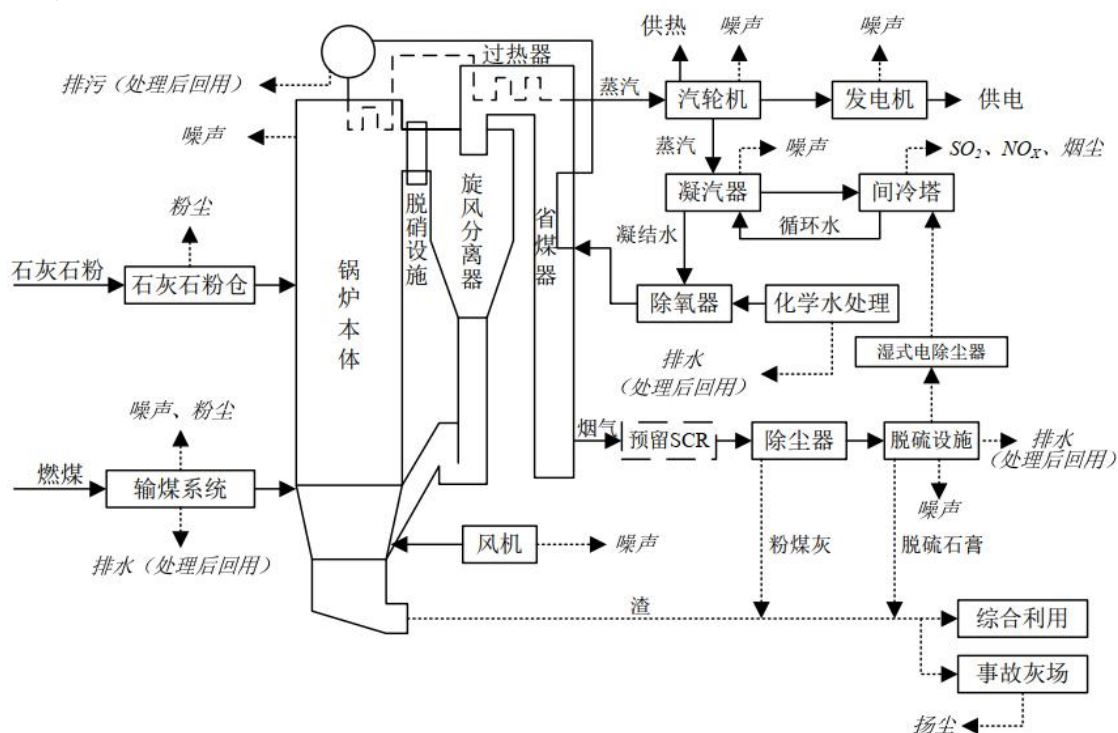 供热
噪声
噪声
过热器
排污（处理后回用）
蒸汽
汽轮机
发电机
供电
噪声
蒸汽
噪声
SO2、NOX、烟尘
粉尘
脱硝设施
旋风分离器
省煤器
凝汽器
间冷塔
循环水
凝结水
石灰石粉
石灰石粉仓
锅炉本体
除氧器
化学水处理
湿式电除尘器
排水
（处理后回用）
噪声、粉尘
烟气
预留SCR
除尘器
脱硫设施
排水
（处理后回用）
燃煤
输煤系统
噪声
风机
噪声
粉煤灰
脱硫石膏
排水（处理后回用）
渣
综合利用
事故灰场
扬尘